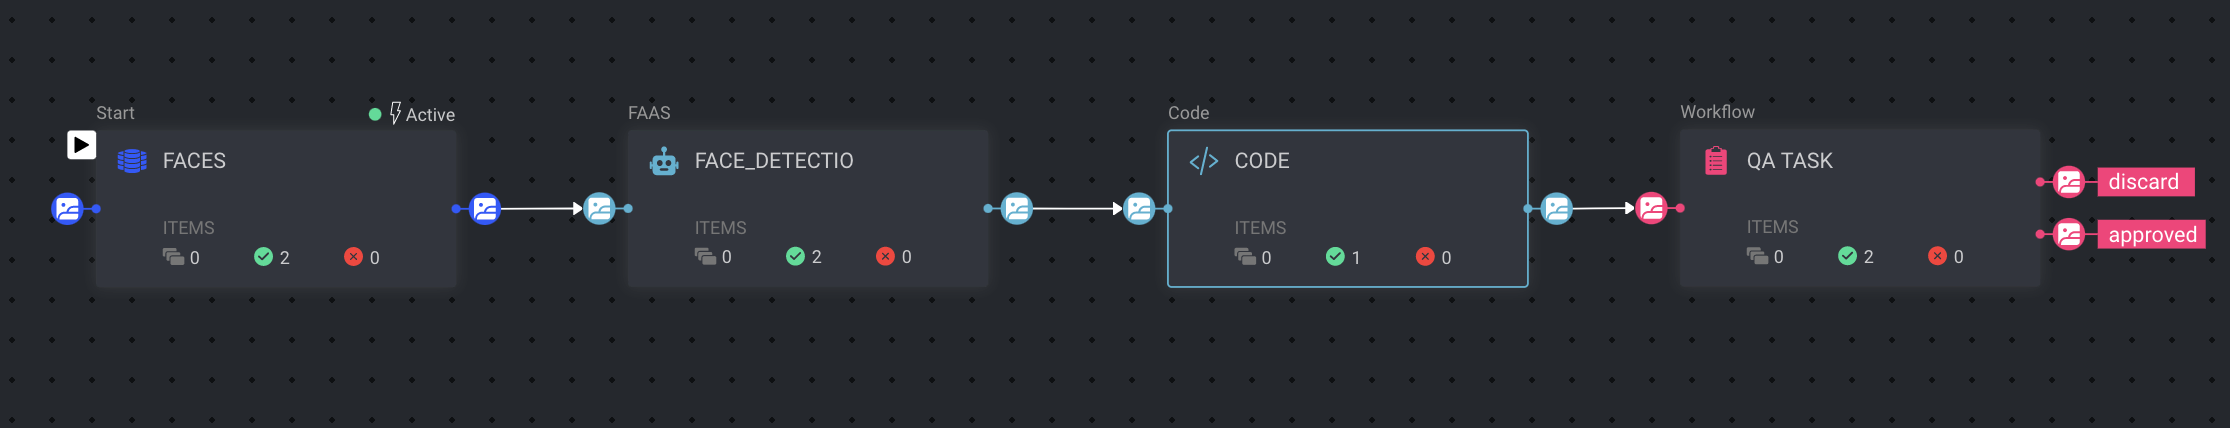 Start
Active
FACES
ITEMS
0 2 0
FAAS
FACE_DETECTIO
ITEMS
0 2 0
Code
CODE
ITEMS
0 1 0
Workflow
QA TASK
ITEMS
0 2 0
discard
approved